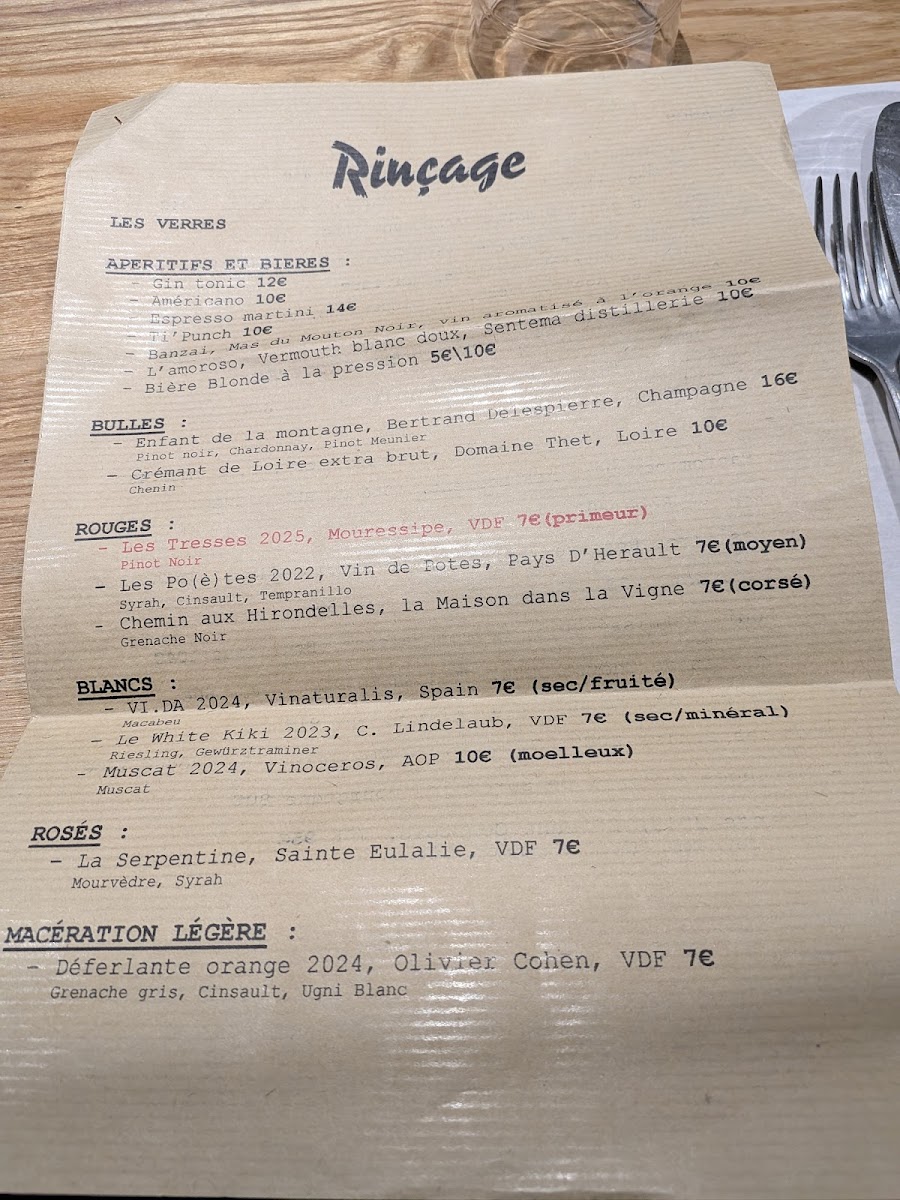 Rinçage
LES VERRES
APERITIFS ET BIERES :
- Gin tonic 12€
- Américano 10€
- Espresso martini 14€
- Ti'Punch 10€
- Banzai, Mas du Mouton Noir, vin aromatisé à l'orange 10€
- L'amoroso, Vermouth blanc doux, Sentema distillerie 10€
- Bière Blonde à la pression 5€\10€
BULLES :
- Enfant de la montagne, Bertrand Delespierre, Champagne 16€
Pinot noir, Chardonnay, Pinot Meunier
- Crémant de Loire extra brut, Domaine Thet, Loire 10€
Chenin
ROUGES :
- Les Tresses 2025, Mouressipe, VDF 7€(primeur)
Pinot Noir
- Les Po(è)tes 2022, Vin de Potes, Pays D'Herault 7€(moyen)
Syrah, Cinsault, Tempranillo
- Chemin aux Hirondelles, la Maison dans la Vigne 7€(corsé)
Grenache Noir
BLANCS :
- VI.DA 2024, Vinaturalis, Spain 7€ (sec/fruité)
Macabeu
- Le White Kiki 2023, C. Lindelaub, VDF 7€ (sec/minéral)
Riesling, Gewürztraminer
- Muscat 2024, Vinoceros, AOP 10€ (moelleux)
Muscat
ROSÉS :
- La Serpentine, Sainte Eulalie, VDF 7€
Mourvèdre, Syrah
MACÉRATION LÉGÈRE :
- Déferlante orange 2024, Olivier Cohen, VDF 7€
Grenache gris, Cinsault, Ugni Blanc